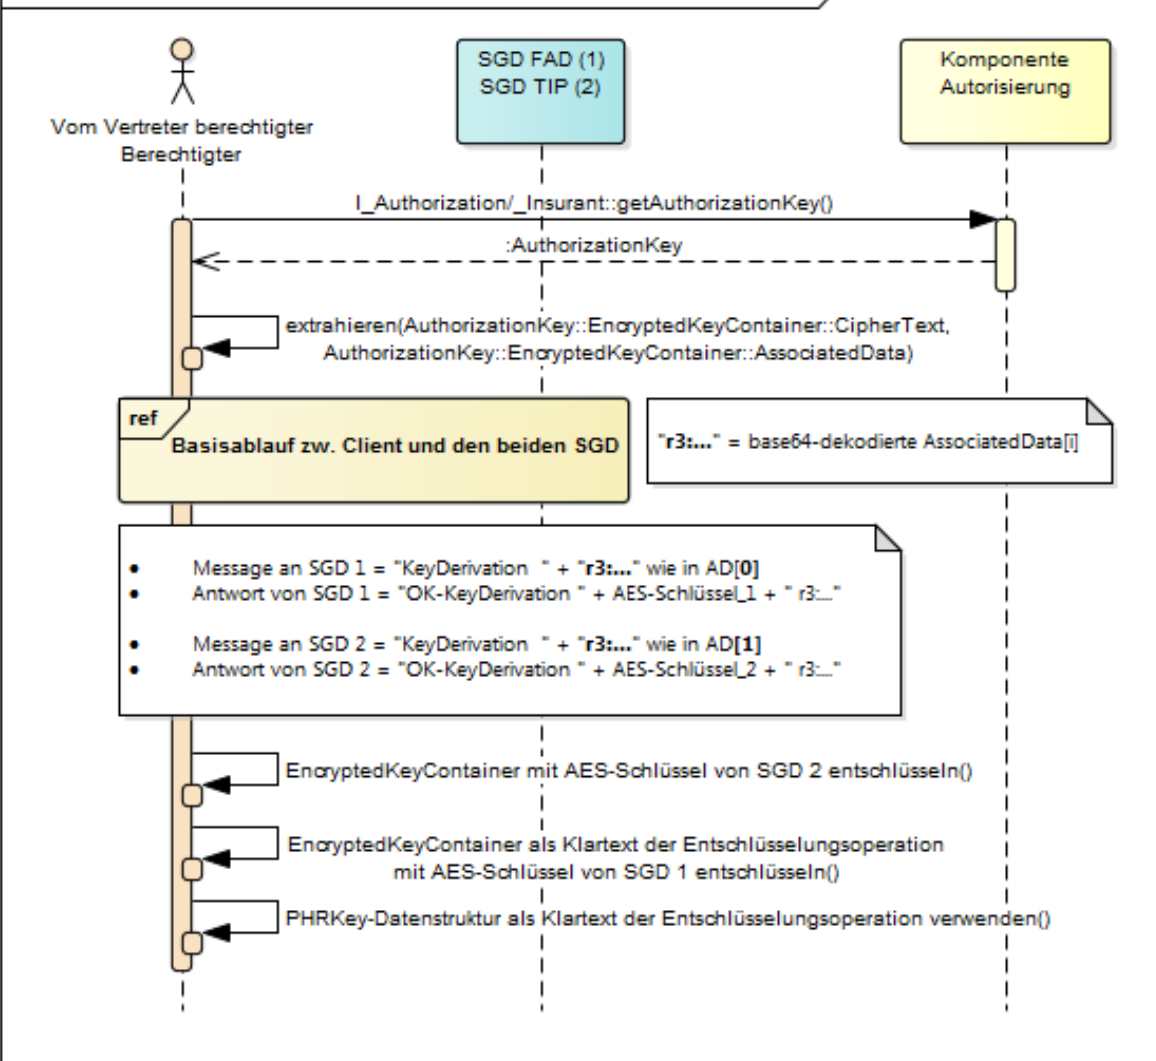 SGD FAD (1)
SGD TIP (2)
Komponente
Autorisierung
Vom Vertreter berechtigter
Berechtigter
I_Authorization/_Insurant::getAuthorizationKey()
:AuthorizationKey
extrahieren(AuthorizationKey::EncryptedKeyContainer::CipherText,
AuthorizationKey::EncryptedKeyContainer::AssociatedData)
ref
Basisablauf zw. Client und den beiden SGD
"r3:..." = base64-dekodierte AssociatedData[i]
• Message an SGD 1 = "KeyDerivation " + "r3:..." wie in AD[0]
• Antwort von SGD 1 = "OK-KeyDerivation " + AES-Schlüssel_1 + " r3:..."
• Message an SGD 2 = "KeyDerivation " + "r3:..." wie in AD[1]
• Antwort von SGD 2 = "OK-KeyDerivation " + AES-Schlüssel_2 + " r3:..."
EncryptedKeyContainer mit AES-Schlüssel von SGD 2 entschlüsseln()
EncryptedKeyContainer als Klartext der Entschlüsselungsoperation
mit AES-Schlüssel von SGD 1 entschlüsseln()
PHRKey-Datenstruktur als Klartext der Entschlüsselungsoperation verwenden()